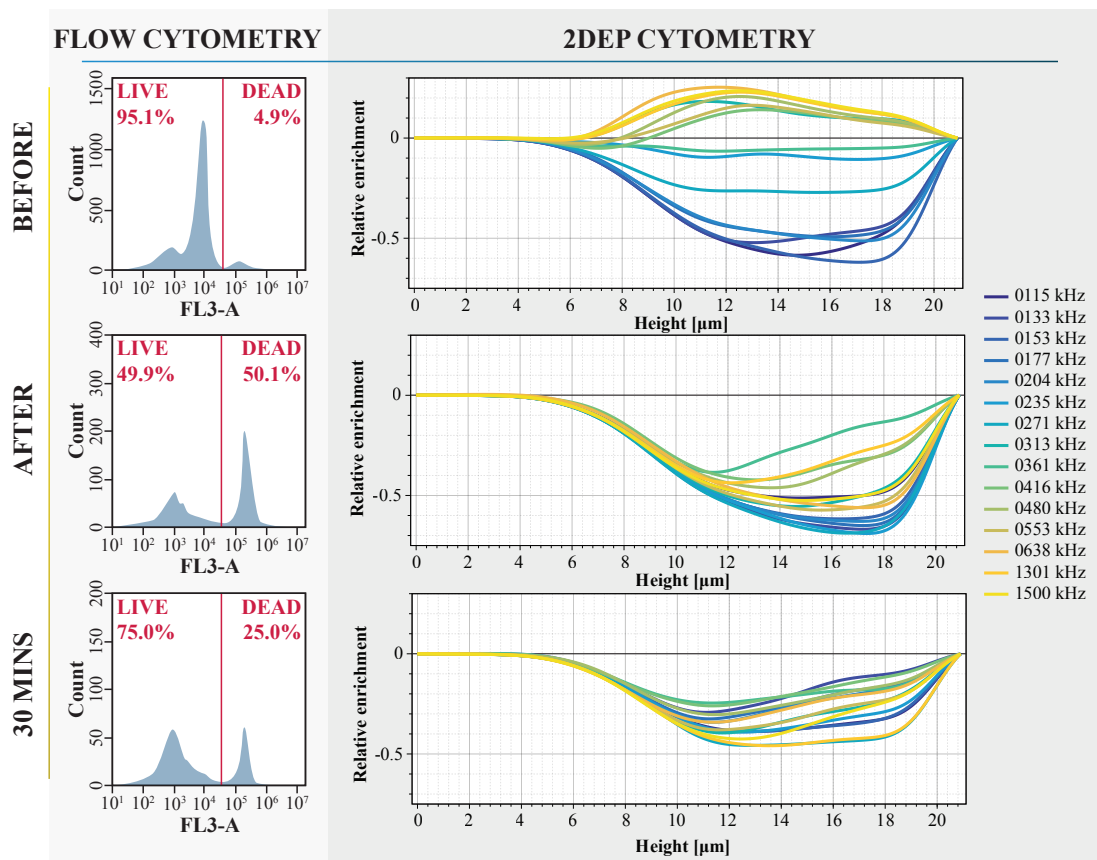 FLOW CYTOMETRY
2DEP CYTOMETRY
BEFORE
LIVE
95.1%
DEAD
4.9%
Count
1500
1000
500
0
10¹ 10² 10³ 10⁴ 10⁵ 10⁶ 10⁷
FL3-A
Relative enrichment
0
-0.5
0 2 4 6 8 10 12 14 16 18 20
Height [µm]
AFTER
LIVE
49.9%
DEAD
50.1%
Count
400
300
200
100
0
10¹ 10² 10³ 10⁴ 10⁵ 10⁶ 10⁷
FL3-A
Relative enrichment
0
-0.5
0 2 4 6 8 10 12 14 16 18 20
Height [µm]
30 MINS
LIVE
75.0%
DEAD
25.0%
Count
200
150
100
50
0
10¹ 10² 10³ 10⁴ 10⁵ 10⁶ 10⁷
FL3-A
Relative enrichment
0
-0.5
0 2 4 6 8 10 12 14 16 18 20
Height [µm]
0115 kHz
0133 kHz
0153 kHz
0177 kHz
0204 kHz
0235 kHz
0271 kHz
0313 kHz
0361 kHz
0416 kHz
0480 kHz
0553 kHz
0638 kHz
1301 kHz
1500 kHz